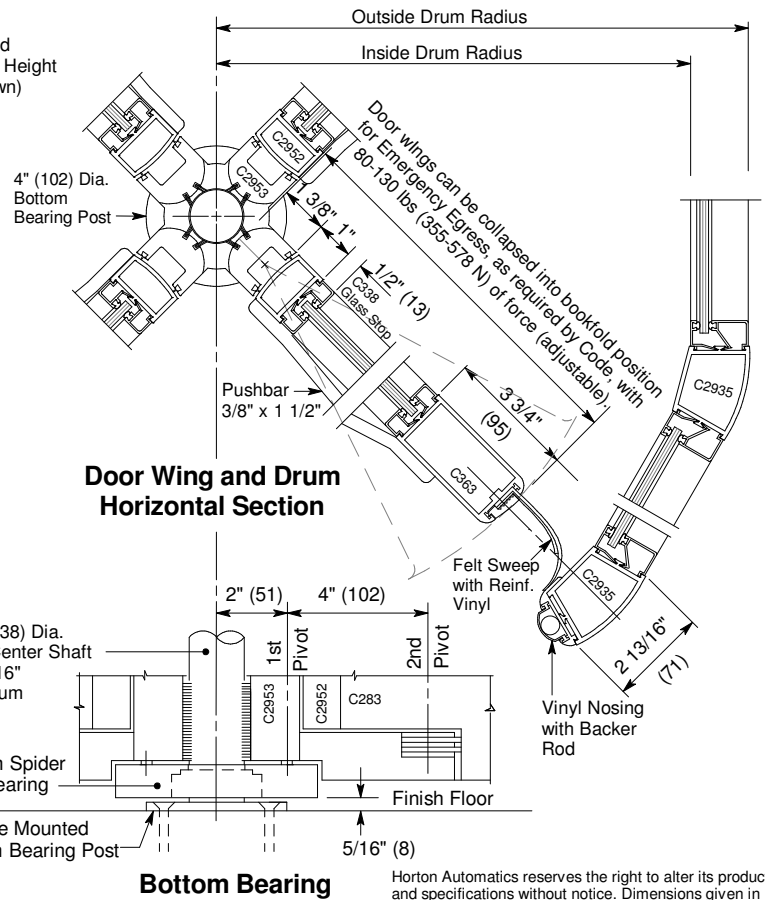 Outside Drum Radius
Inside Drum Radius
Height
wn)
4" (102) Dia.
Bottom
Bearing Post
C2952
C2953
Door wings can be collapsed into bookfold position
for Emergency Egress, as required by Code, with
80-130 lbs (355-578 N) of force (adjustable).
1 3/8"
1"
1/2" (13)
C338
Glass Stop
C2935
Pushbar
3/8" x 1 1/2"
3 3/4"
(95)
C363
Door Wing and Drum
Horizontal Section
Felt Sweep
with Reinf.
Vinyl
C2935
2 13/16"
(71)
Vinyl Nosing
with Backer
Rod
2" (51)
4" (102)
38) Dia.
Center Shaft
16"
um
1st
Pivot
2nd
Pivot
C2953
C2952
C283
Spider
earing
Finish Floor
e Mounted
Bearing Post
5/16" (8)
Bottom Bearing
Horton Automatics reserves the right to alter its produc
and specifications without notice. Dimensions given in